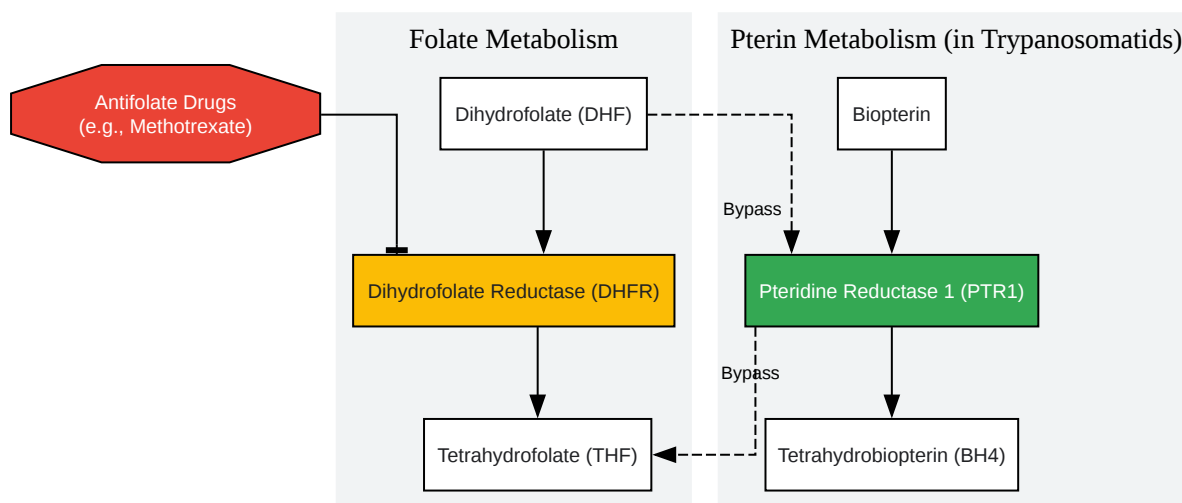 Folate Metabolism
Pterin Metabolism (in Trypanosomatids)
Antifolate Drugs
(e.g., Methotrexate)
Dihydrofolate (DHF)
Biopterin
Bypass
Dihydrofolate Reductase (DHFR)
Pteridine Reductase 1 (PTR1)
Bypass
Tetrahydrofolate (THF)
Tetrahydrobiopterin (BH4)